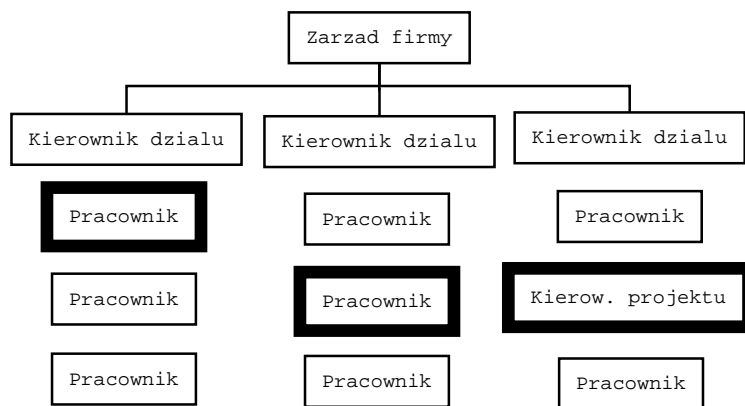 Zarzad firmy
Kierownik dzialu
Kierownik dzialu
Kierownik dzialu
Pracownik
Pracownik
Pracownik
Pracownik
Pracownik
Kierow. projektu
Pracownik
Pracownik
Pracownik